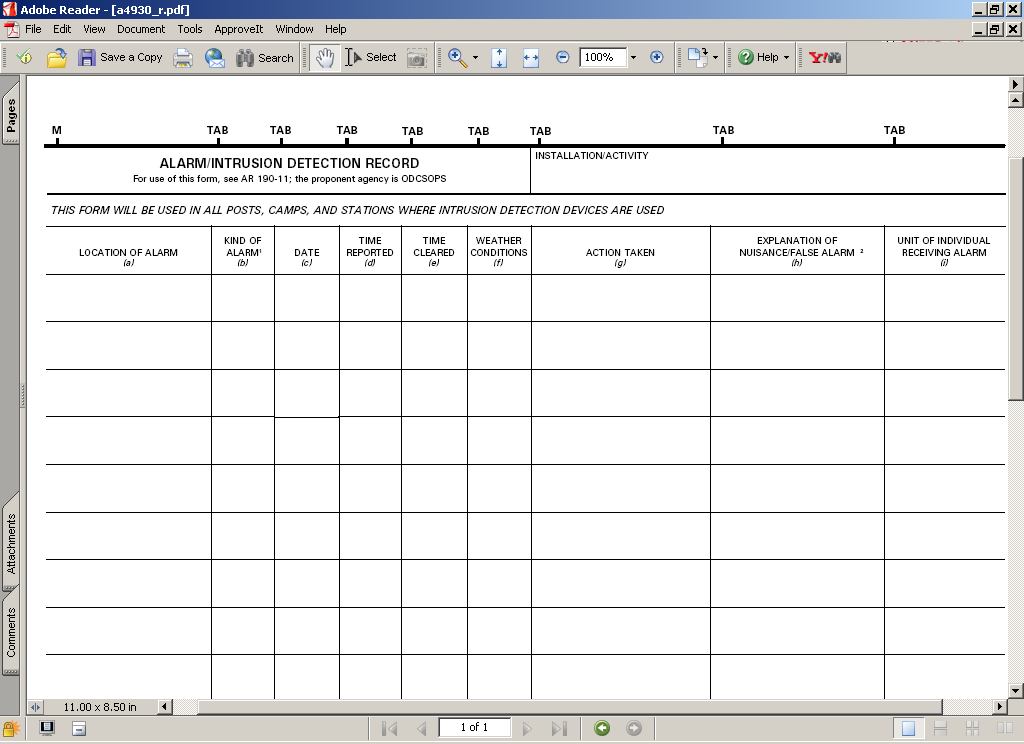 Adobe Reader - [a4930_r.pdf]
File Edit View Document Tools ApproveIt Window Help
Save a Copy Search Select 100% Help Y!
Pages
M TAB TAB TAB TAB TAB TAB TAB TAB
ALARM/INTRUSION DETECTION RECORD
For use of this form, see AR 190-11; the proponent agency is ODCSOPS
INSTALLATION/ACTIVITY
THIS FORM WILL BE USED IN ALL POSTS, CAMPS, AND STATIONS WHERE INTRUSION DETECTION DEVICES ARE USED
LOCATION OF ALARM
(a)
KIND OF
ALARM¹
(b)
DATE
(c)
TIME
REPORTED
(d)
TIME
CLEARED
(e)
WEATHER
CONDITIONS
(f)
ACTION TAKEN
(g)
EXPLANATION OF
NUISANCE/FALSE ALARM ²
(h)
UNIT OF INDIVIDUAL
RECEIVING ALARM
(i)
Attachments
Comments
11.00 x 8.50 in
1 of 1